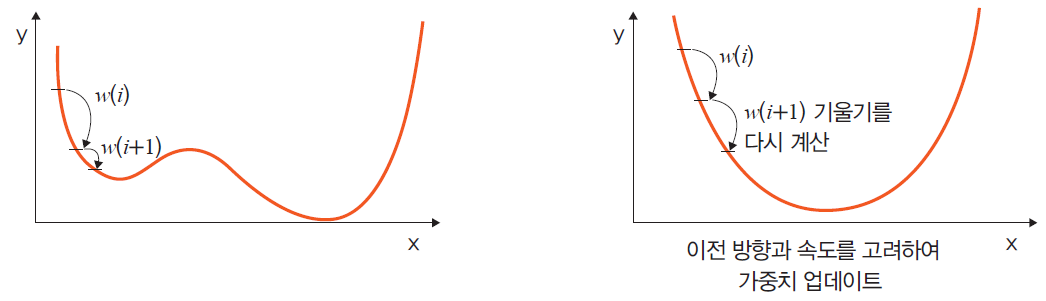 y
w(i)
w(i+1)
x
y
w(i)
w(i+1) 기울기를
다시 계산
x
이전 방향과 속도를 고려하여
가중치 업데이트